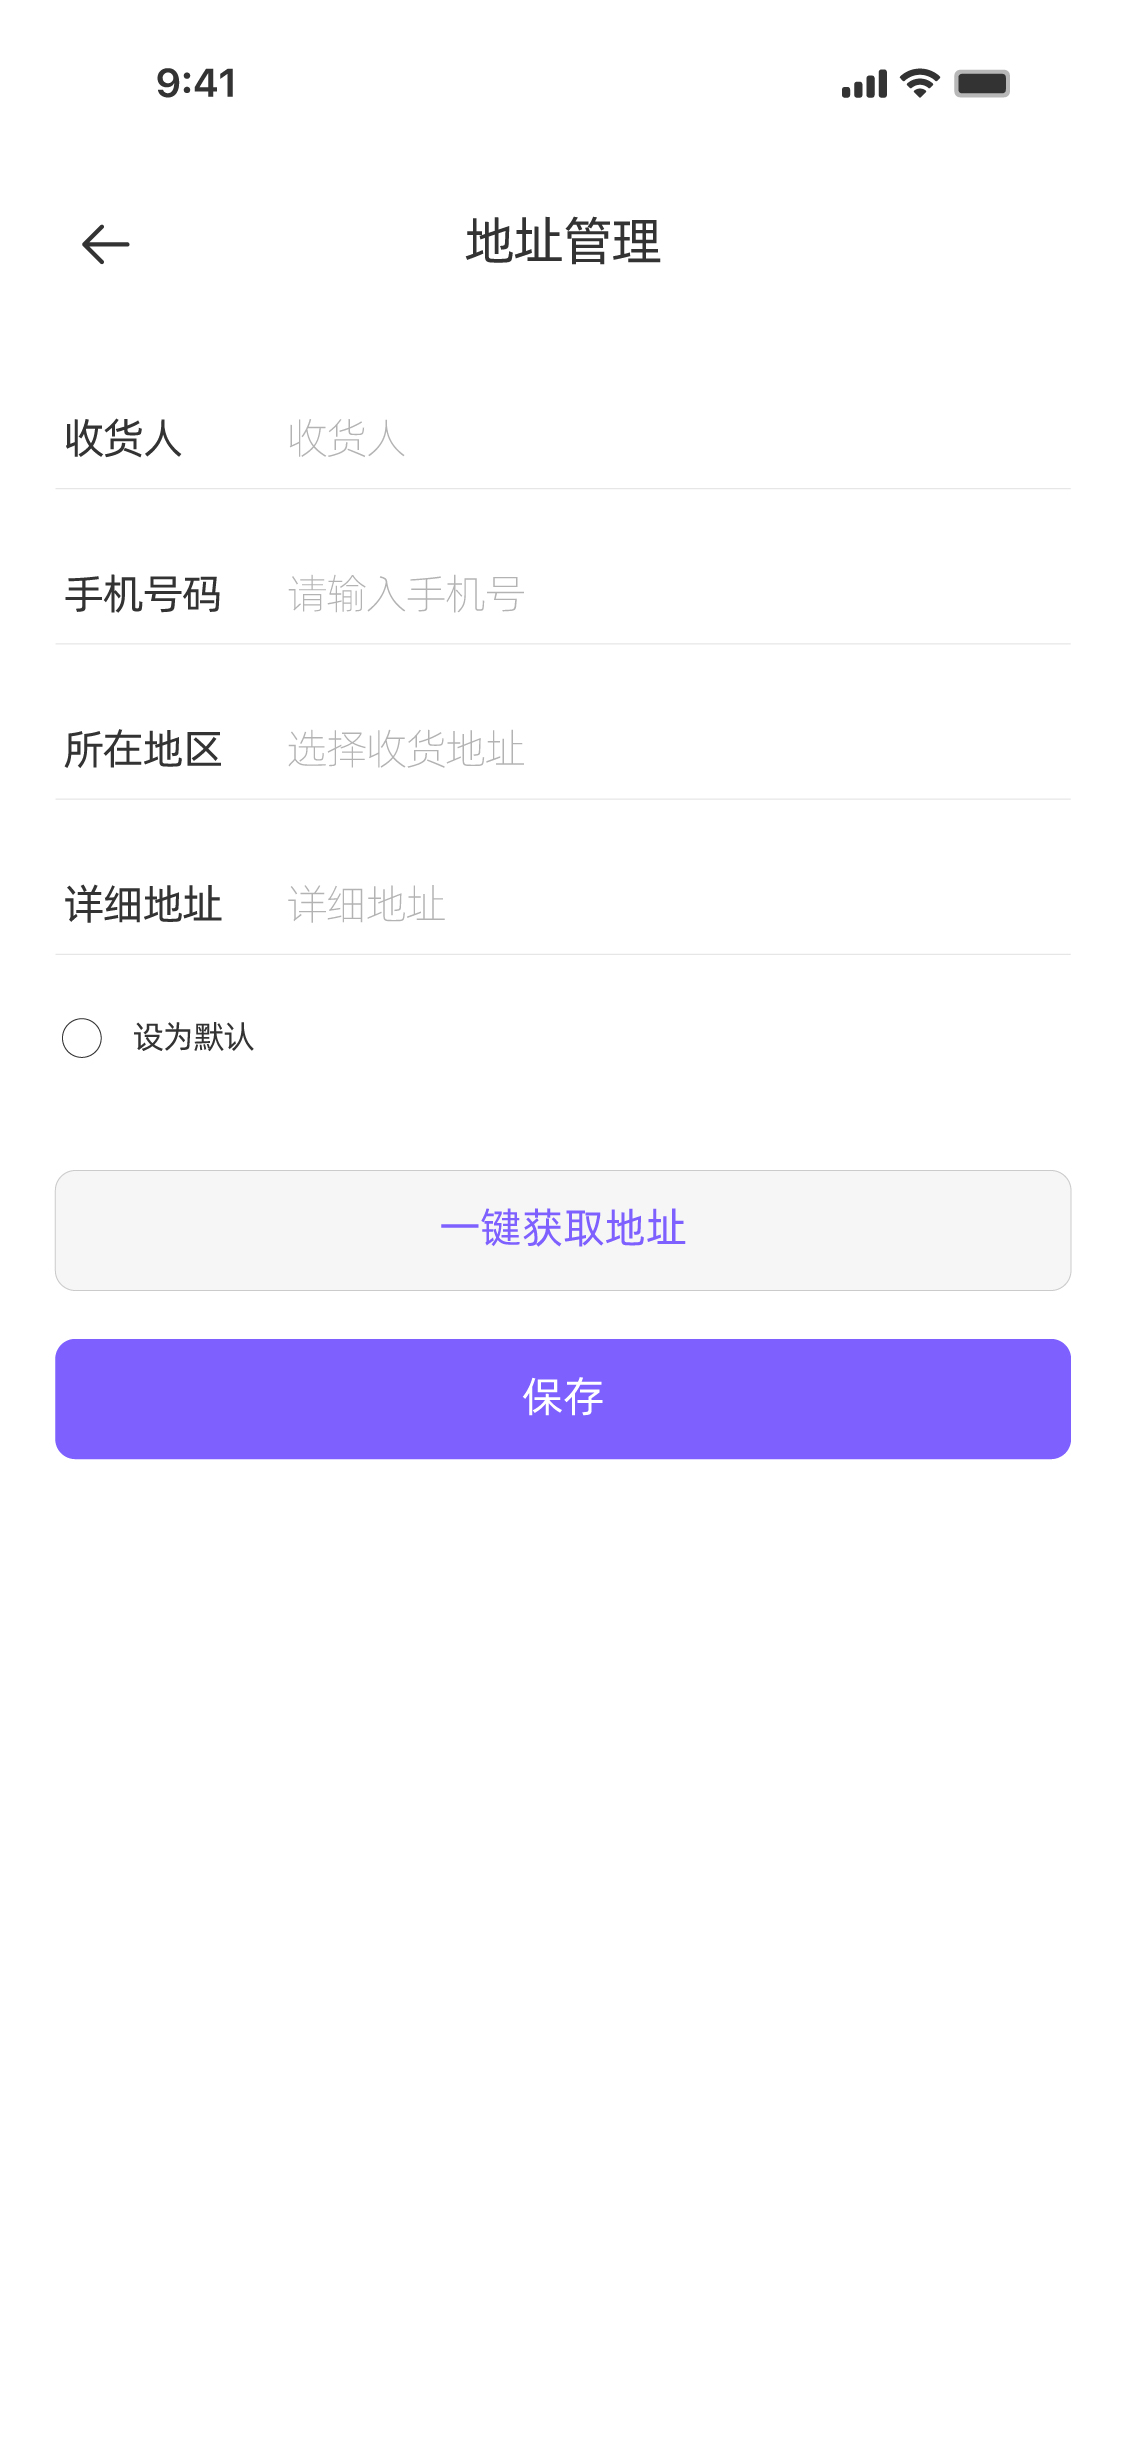 9:41
地址管理
收货人 收货人
手机号码 请输入手机号
所在地区 选择收货地址
详细地址 详细地址
设为默认
一键获取地址
保存